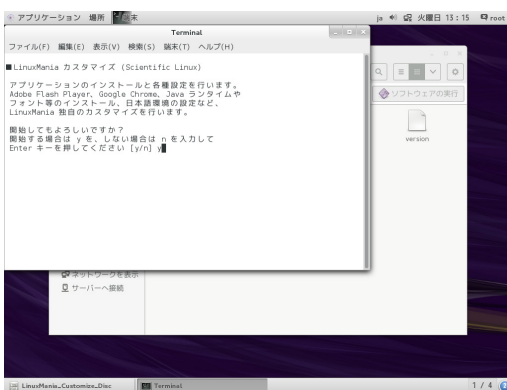 アプリケーション 場所 端末
ja
火曜日 13：15
root
Terminal
ファイル(F) 編集(E) 表示(V) 検索(S) 端末(T) ヘルプ(H)
■LinuxMania カスタマイズ (Scientific Linux)
アプリケーションのインストールと各種設定を行います。
Adobe Flash Player、Google Chrome、Java ランタイムや
フォント等のインストール、日本語環境の設定など、
LinuxMania 独自のカスタマイズを行います。
開始してもよろしいですか？
開始する場合は y を、しない場合は n を入力して
Enter キーを押してください [y/n] y
ソフトウェアの実行
version
ネットワークを表示
サーバーへ接続
LinuxMania_Customize_Disc
Terminal
1 / 4